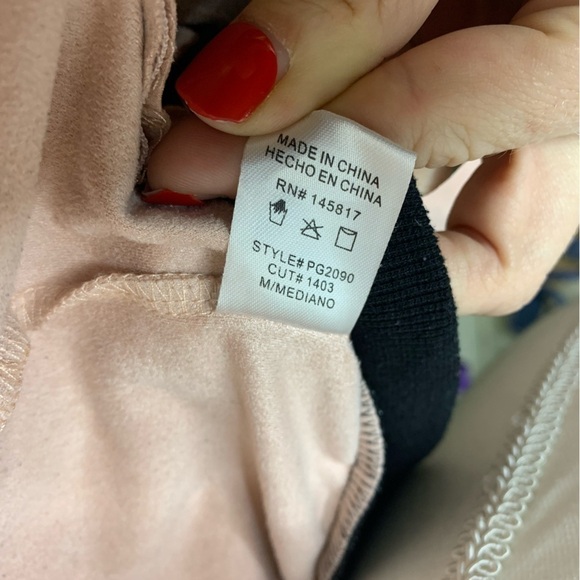 MADE IN CHINA
HECHO EN CHINA
RN# 145817
STYLE# PG2090
CUT# 1403
M/MEDIANO